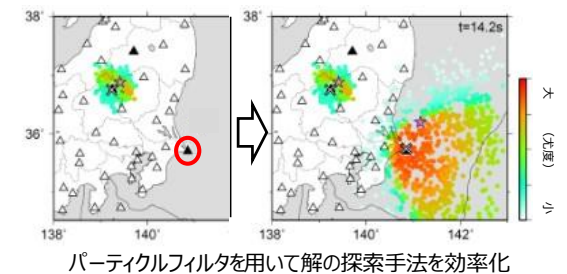 38°
36°
138°
140°
38°
36°
138°
140°
142°
t=14.2s
大
(尤度)
小
パーティクルフィルタを用いて解の探索手法を効率化